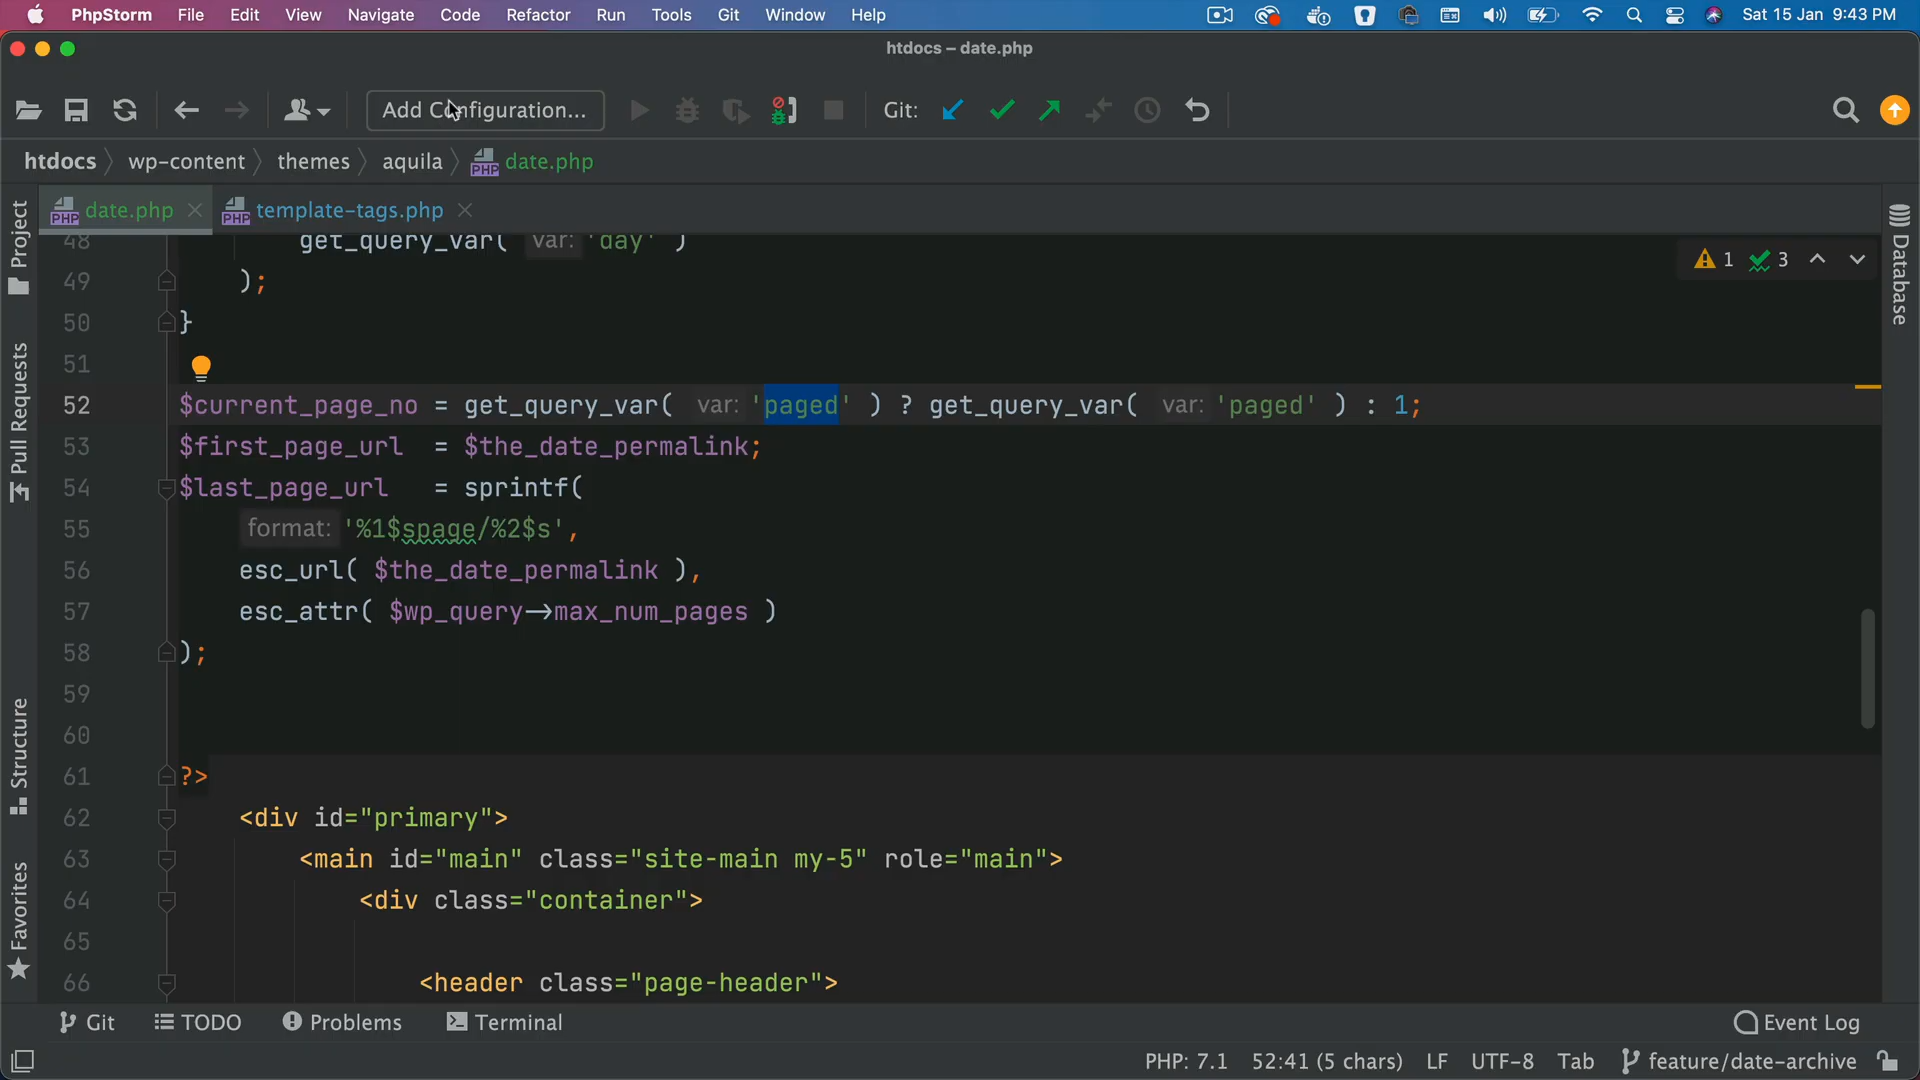 PhpStorm File Edit View Navigate Code Refactor Run Tools Git Window Help Sat 15 Jan 9:43 PM
htdocs – date.php
Add Configuration... Git:
htdocs wp-content themes aquila date.php
date.php template-tags.php
48 get_query_var( var: 'day' )
49 );
50 }
51
52 $current_page_no = get_query_var( var: 'paged' ) ? get_query_var( var: 'paged' ) : 1;
53 $first_page_url = $the_date_permalink;
54 $last_page_url = sprintf(
55 format: '%1$spage/%2$s',
56 esc_url( $the_date_permalink ),
57 esc_attr( $wp_query->max_num_pages )
58 );
59
60
61 ?>
62 <div id="primary">
63 <main id="main" class="site-main my-5" role="main">
64 <div class="container">
65
66 <header class="page-header">
1 3
Project
Pull Requests
Structure
Favorites
Database
Git TODO Problems Terminal Event Log
PHP: 7.1 52:41 (5 chars) LF UTF-8 Tab feature/date-archive